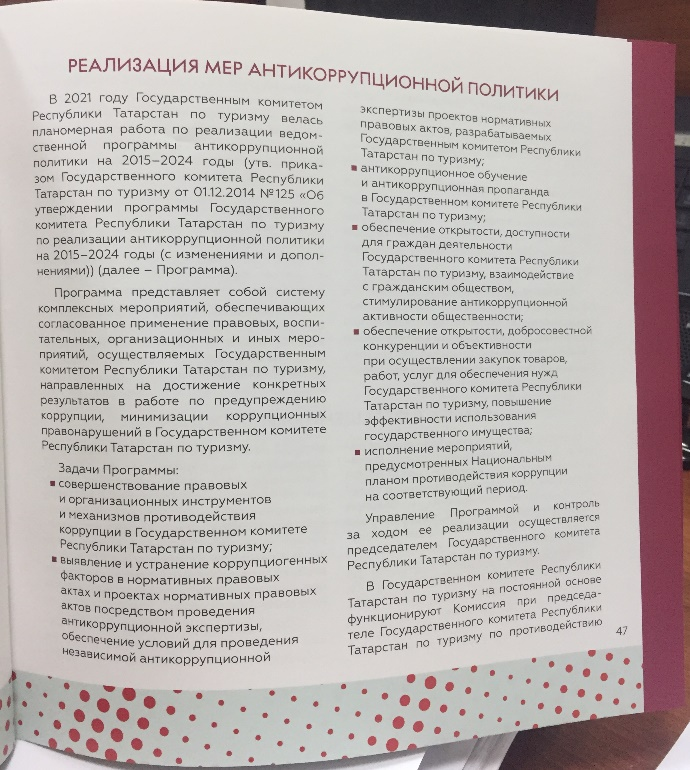 РЕАЛИЗАЦИЯ МЕР АНТИКОРРУПЦИОННОЙ ПОЛИТИКИ
В 2021 году Государственным комитетом
Республики Татарстан по туризму велась
планомерная работа по реализации ведом-
ственной программы антикоррупционной
политики на 2015–2024 годы (утв. прика-
зом Государственного комитета Республики
Татарстан по туризму от 01.12.2014 №125 «Об
утверждении программы Государственного
комитета Республики Татарстан по туризму
по реализации антикоррупционной политики
на 2015–2024 годы (с изменениями и допол-
нениями)) (далее – Программа).
Программа представляет собой систему
комплексных мероприятий, обеспечивающих
согласованное применение правовых, воспи-
тательных, организационных и иных меро-
приятий, осуществляемых Государственным
комитетом Республики Татарстан по туризму,
направленных на достижение конкретных
результатов в работе по предупреждению
коррупции, минимизации коррупционных
правонарушений в Государственном комитете
Республики Татарстан по туризму.
Задачи Программы:
▪ совершенствование правовых
и организационных инструментов
и механизмов противодействия
коррупции в Государственном комитете
Республики Татарстан по туризму;
▪ выявление и устранение коррупциогенных
факторов в нормативных правовых
актах и проектах нормативных правовых
актов посредством проведения
антикоррупционной экспертизы,
обеспечение условий для проведения
независимой антикоррупционной
экспертизы проектов нормативных
правовых актов, разрабатываемых
Государственным комитетом Республики
Татарстан по туризму;
▪ антикоррупционное обучение
и антикоррупционная пропаганда
в Государственном комитете Республики
Татарстан по туризму;
▪ обеспечение открытости, доступности
для граждан деятельности
Государственного комитета Республики
Татарстан по туризму, взаимодействие
с гражданским обществом,
стимулирование антикоррупционной
активности общественности;
▪ обеспечение открытости, добросовестной
конкуренции и объективности
при осуществлении закупок товаров,
работ, услуг для обеспечения нужд
Государственного комитета Республики
Татарстан по туризму, повышение
эффективности использования
государственного имущества;
▪ исполнение мероприятий,
предусмотренных Национальным
планом противодействия коррупции
на соответствующий период.
Управление Программой и контроль
за ходом ее реализации осуществляется
председателем Государственного комитета
Республики Татарстан по туризму.
В Государственном комитете Республики
Татарстан по туризму на постоянной основе
функционируют Комиссия при председа-
теле Государственного комитета Республики
Татарстан по туризму по противодействию
47